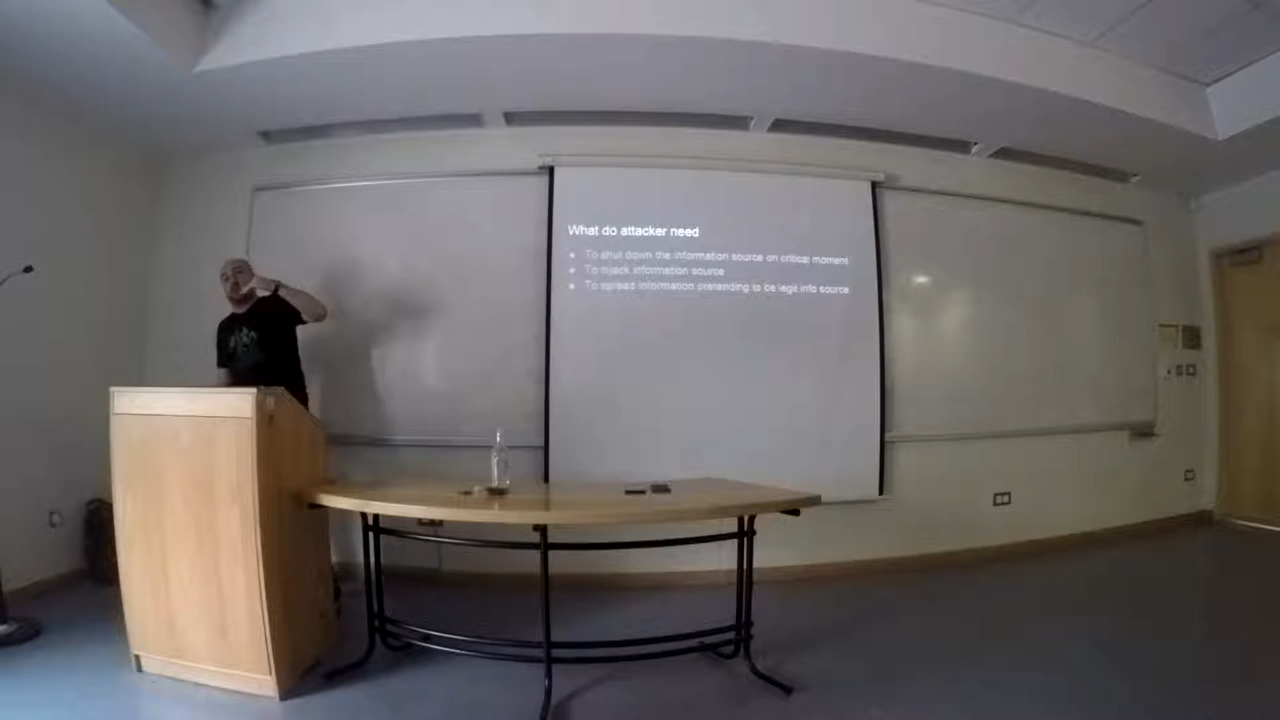 What do attacker need
To shut down the information source on critical moment
To hijack information source
To spread information pretending to be legit info source